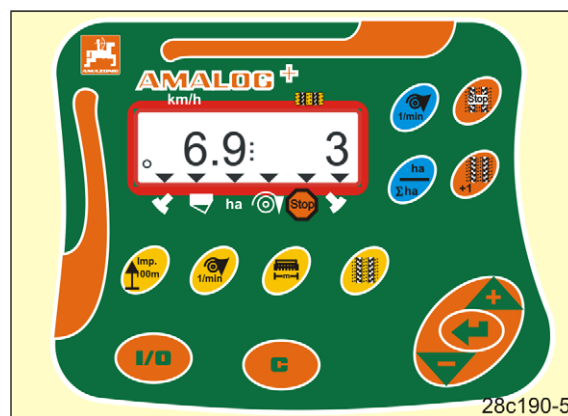 AMAZONE
AMALOG+
km/h
6.9 3
ha Stop
1/min
Stop
ha
Σha
+1
Imp.
100m
1/min
m
I/O
C
+
−
28c190-5